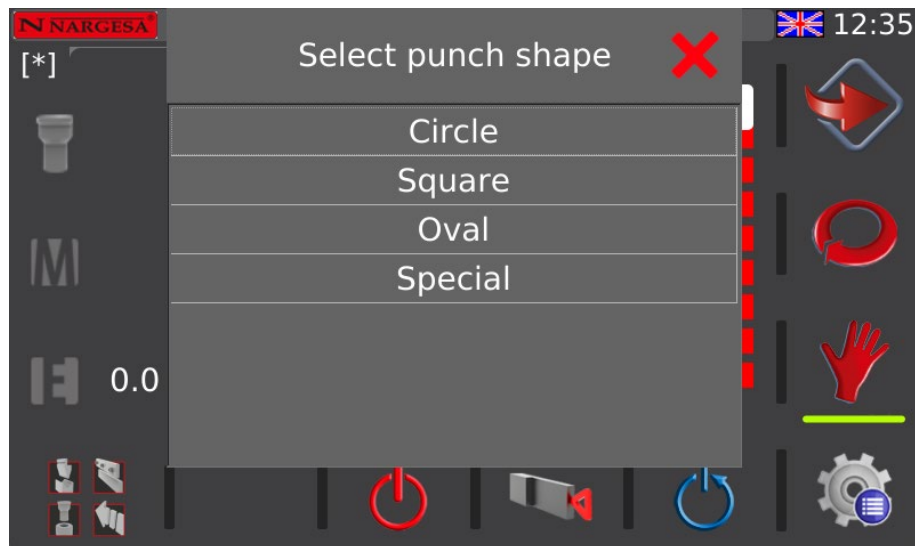 N NARGESA®
12:35
[*]
Select punch shape
Circle
Square
Oval
Special
0.0